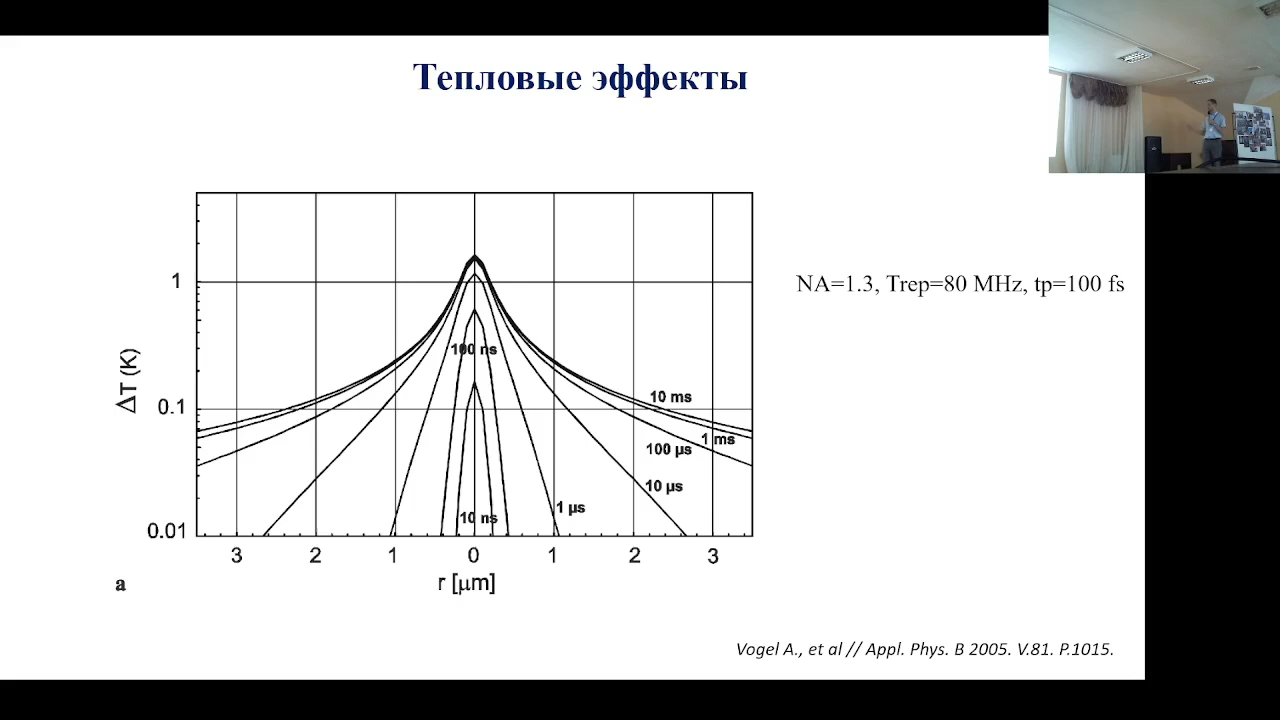 Тепловые эффекты
NA=1.3, Trep=80 MHz, tp=100 fs
ΔT (K)
1
0.1
0.01
100 ns
10 ns
10 ms
1 ms
100 µs
10 µs
1 µs
3 2 1 0 1 2 3
r [µm]
a
Vogel A., et al // Appl. Phys. B 2005. V.81. P.1015.